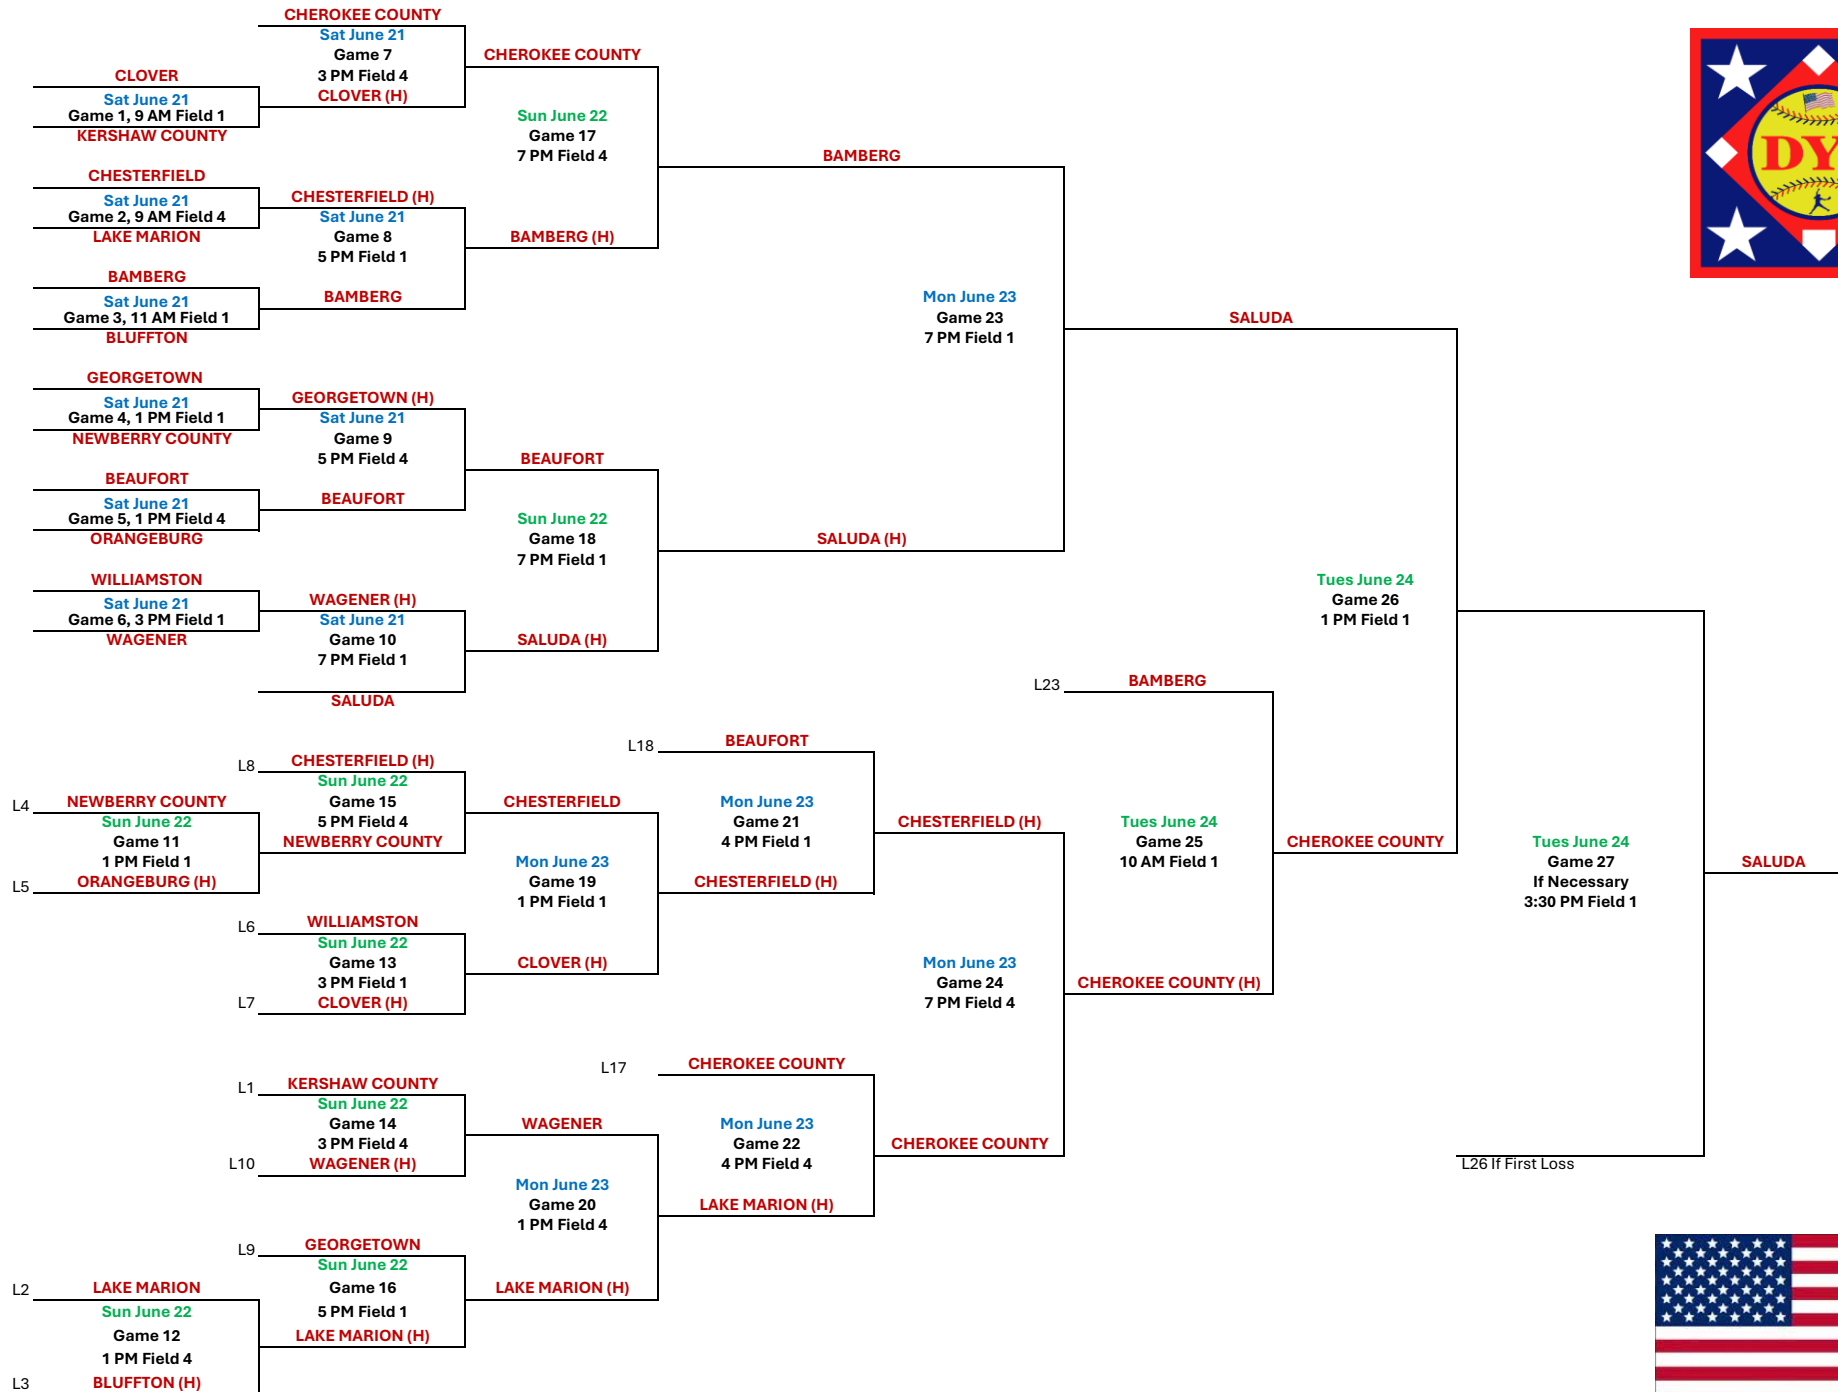 CHEROKEE COUNTY
Sat June 21
Game 7
3 PM Field 4
CLOVER (H)
CLOVER
Sat June 21
Game 1, 9 AM Field 1
KERSHAW COUNTY
CHEROKEE COUNTY
Sun June 22
Game 17
7 PM Field 4
CHESTERFIELD
Sat June 21
Game 2, 9 AM Field 4
LAKE MARION
CHESTERFIELD (H)
Sat June 21
Game 8
5 PM Field 1
BAMBERG (H)
BAMBERG
Sat June 21
Game 3, 11 AM Field 1
BLUFFTON
BAMBERG
BAMBERG
Mon June 23
Game 23
7 PM Field 1
SALUDA
GEORGETOWN
Sat June 21
Game 4, 1 PM Field 1
NEWBERRY COUNTY
GEORGETOWN (H)
Sat June 21
Game 9
5 PM Field 4
BEAUFORT
BEAUFORT
Sat June 21
Game 5, 1 PM Field 4
ORANGEBURG
BEAUFORT
Sun June 22
Game 18
7 PM Field 1
SALUDA (H)
WILLIAMSTON
Sat June 21
Game 6, 3 PM Field 1
WAGENER
WAGENER (H)
Sat June 21
Game 10
7 PM Field 1
SALUDA
SALUDA (H)
Tues June 24
Game 26
1 PM Field 1
L23
BAMBERG
L18
BEAUFORT
L8
CHESTERFIELD (H)
Sun June 22
Game 15
5 PM Field 4
NEWBERRY COUNTY
L4
NEWBERRY COUNTY
Sun June 22
Game 11
1 PM Field 1
L5
ORANGEBURG (H)
CHESTERFIELD
Mon June 23
Game 19
1 PM Field 1
Mon June 23
Game 21
4 PM Field 1
CHESTERFIELD (H)
CHESTERFIELD (H)
Tues June 24
Game 25
10 AM Field 1
CHEROKEE COUNTY
Tues June 24
Game 27
If Necessary
3:30 PM Field 1
SALUDA
L6
WILLIAMSTON
Sun June 22
Game 13
3 PM Field 1
L7
CLOVER (H)
CLOVER (H)
Mon June 23
Game 24
7 PM Field 4
CHEROKEE COUNTY (H)
L17
CHEROKEE COUNTY
L1
KERSHAW COUNTY
Sun June 22
Game 14
3 PM Field 4
L10
WAGENER (H)
WAGENER
Mon June 23
Game 20
1 PM Field 4
Mon June 23
Game 22
4 PM Field 4
CHEROKEE COUNTY
LAKE MARION (H)
L26 If First Loss
L9
GEORGETOWN
Sun June 22
Game 16
5 PM Field 1
LAKE MARION (H)
LAKE MARION (H)
L2
LAKE MARION
Sun June 22
Game 12
1 PM Field 4
L3
BLUFFTON (H)
DY